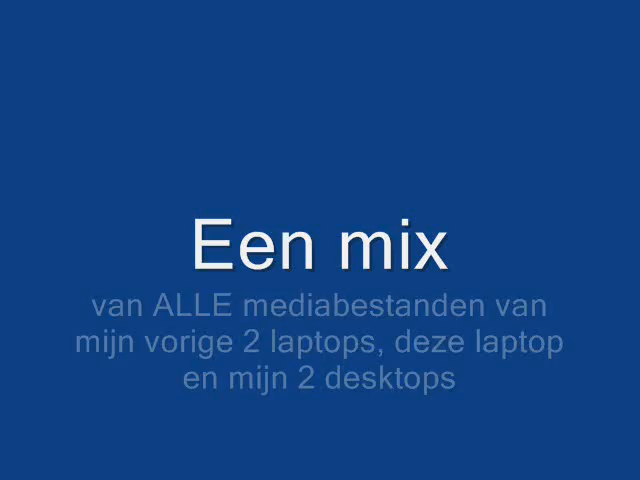 Een mix
van ALLE mediabestanden van
mijn vorige 2 laptops, deze laptop
en mijn 2 desktops